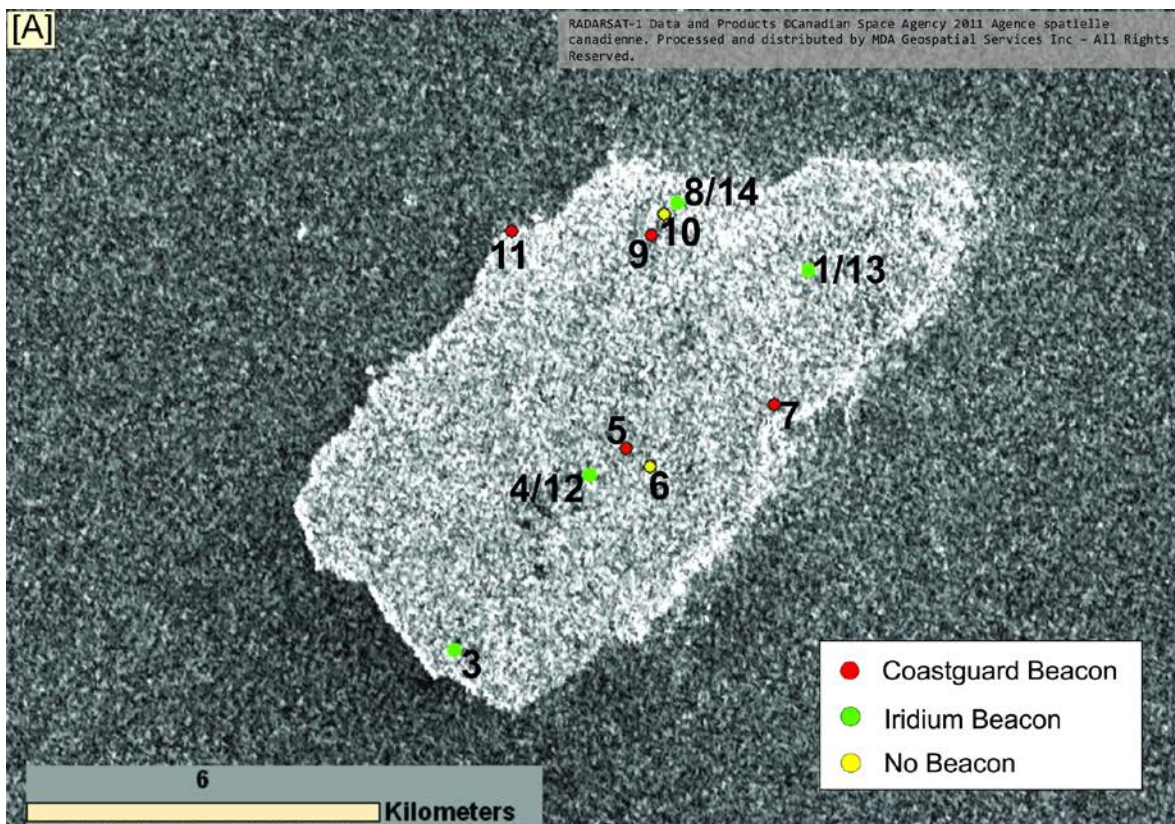 [A]
RADARSAT-1 Data and Products ©Canadian Space Agency 2011 Agence spatielle
canadienne. Processed and distributed by MDA Geospatial Services Inc – All Rights
Reserved.
8/14
10
9
11
1/13
7
5
6
4/12
3
Coastguard Beacon
Iridium Beacon
No Beacon
6
Kilometers